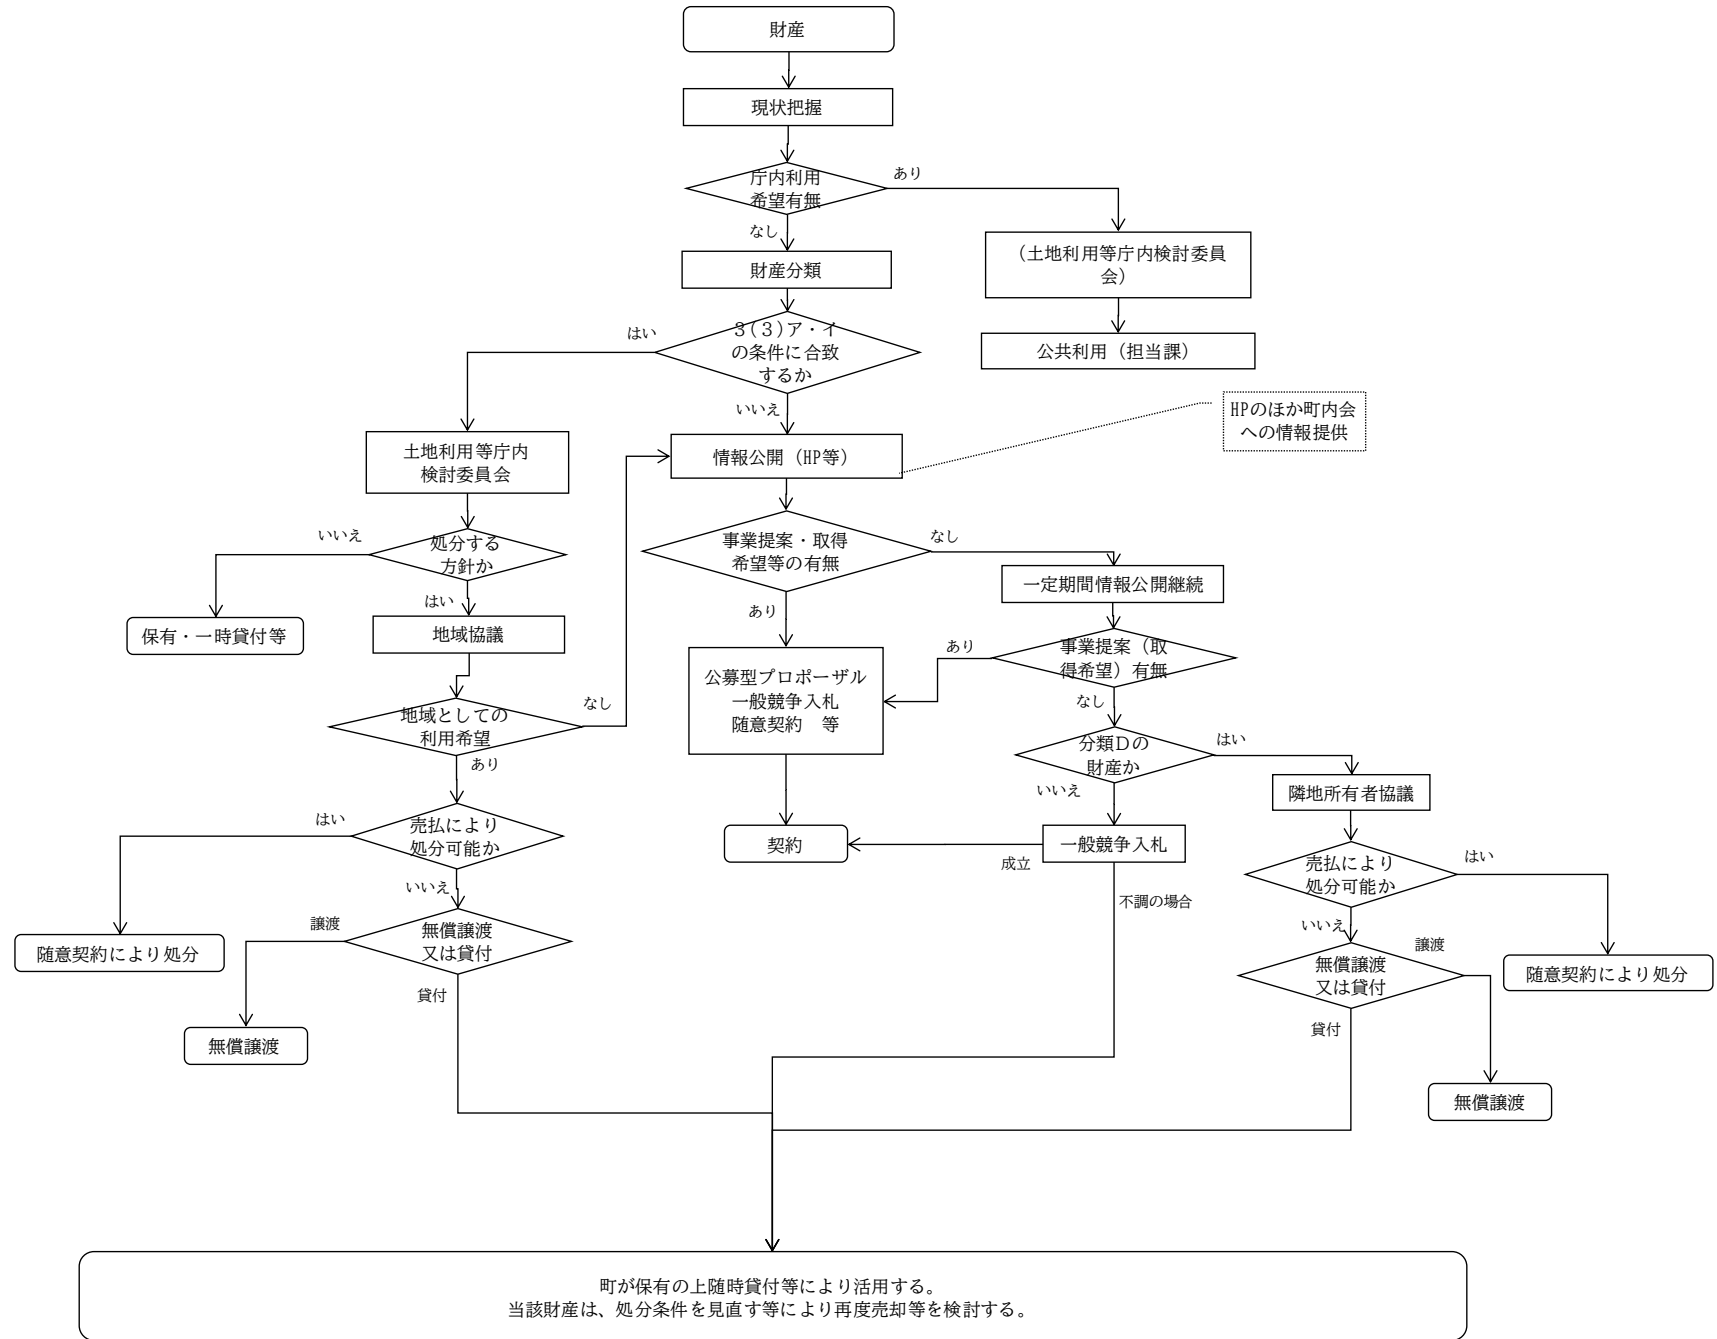 財産
現状把握
庁内利用
希望有無
あり
なし
財産分類
（土地利用等庁内検討委員
会）
公共利用（担当課）
３(３)ア・イ
の条件に合致
するか
はい
いいえ
HPのほか町内会
への情報提供
土地利用等庁内
検討委員会
情報公開（HP等）
処分する
方針か
いいえ
はい
保有・一時貸付等
地域協議
事業提案・取得
希望等の有無
なし
あり
一定期間情報公開継続
事業提案（取
得希望）有無
あり
なし
地域としての
利用希望
なし
あり
公募型プロポーザル
一般競争入札
随意契約　等
分類Ｄの
財産か
はい
いいえ
隣地所有者協議
売払により
処分可能か
はい
いいえ
契約
一般競争入札
成立
不調の場合
売払により
処分可能か
はい
いいえ
随意契約により処分
無償譲渡
又は貸付
譲渡
貸付
無償譲渡
無償譲渡
又は貸付
譲渡
貸付
随意契約により処分
無償譲渡
町が保有の上随時貸付等により活用する。
当該財産は、処分条件を見直す等により再度売却等を検討する。